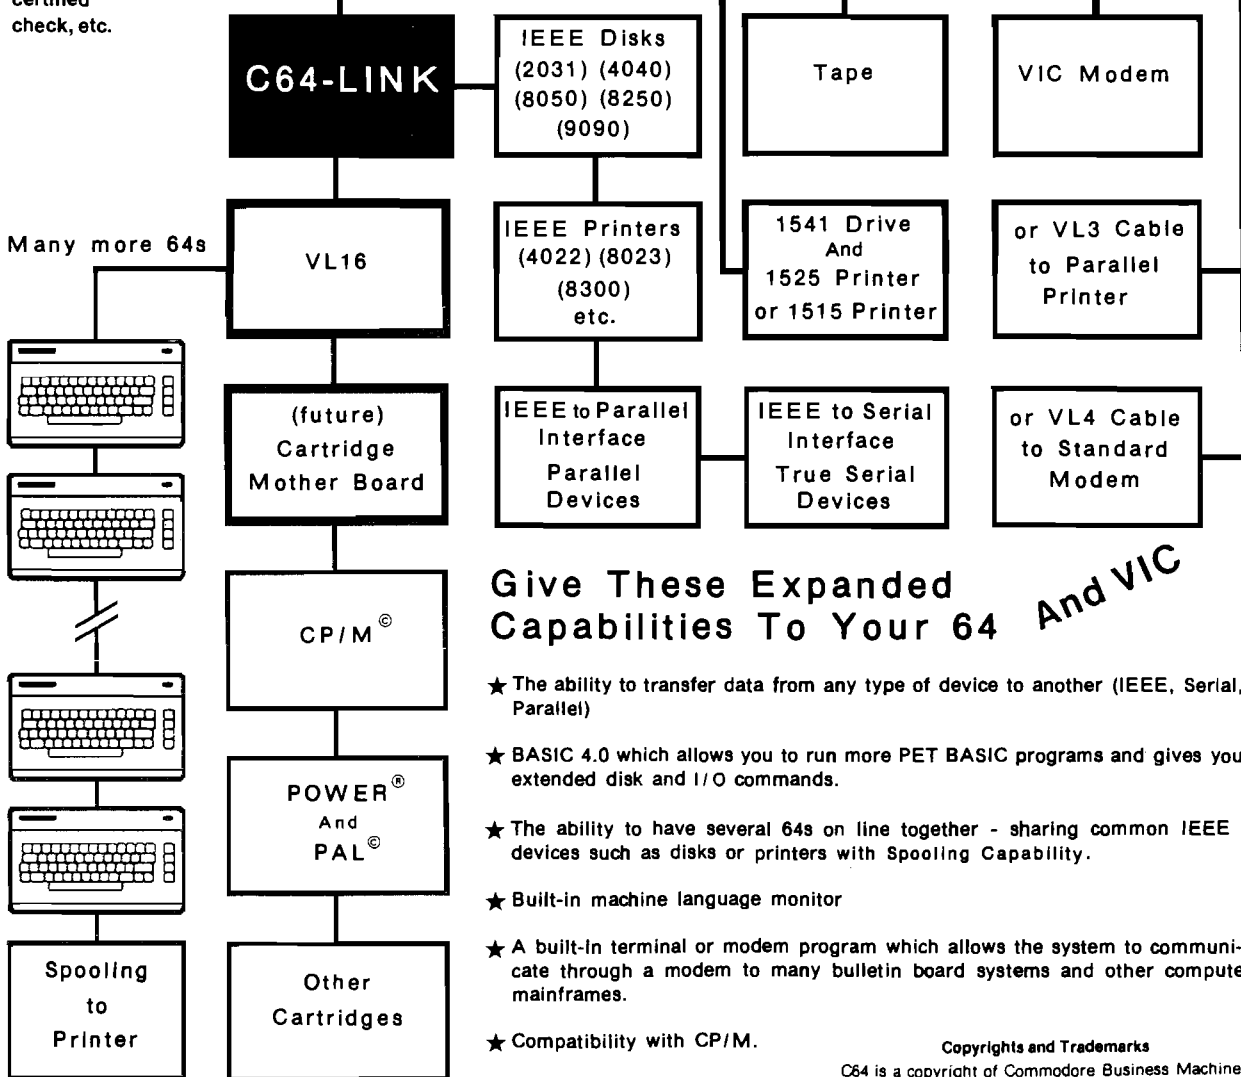 certified
check, etc.
C64-LINK
IEEE Disks
(2031) (4040)
(8050) (8250)
(9090)
Tape
VIC Modem
Many more 64s
VL16
IEEE Printers
(4022) (8023)
(8300)
etc.
1541 Drive
And
1525 Printer
or 1515 Printer
or VL3 Cable
to Parallel
Printer
(future)
Cartridge
Mother Board
IEEE to Parallel
Interface
Parallel
Devices
IEEE to Serial
Interface
True Serial
Devices
or VL4 Cable
to Standard
Modem
CP/M©
POWER®
And
PAL©
Spooling
to
Printer
Other
Cartridges
Give These Expanded
Capabilities To Your 64
And VIC
★ The ability to transfer data from any type of device to another (IEEE, Serial,
Parallel)
★ BASIC 4.0 which allows you to run more PET BASIC programs and gives you
extended disk and I/O commands.
★ The ability to have several 64s on line together - sharing common IEEE
devices such as disks or printers with Spooling Capability.
★ Built-in machine language monitor
★ A built-in terminal or modem program which allows the system to communi-
cate through a modem to many bulletin board systems and other compute
mainframes.
★ Compatibility with CP/M.
Copyrights and Trademarks
C64 is a copyright of Commodore Business Machine